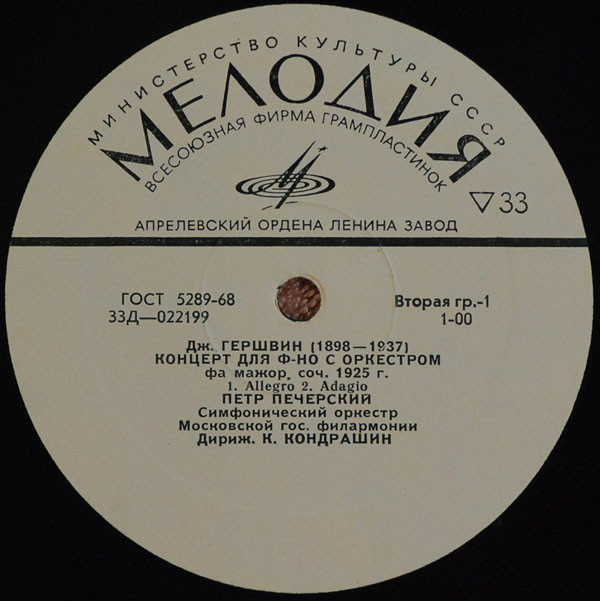 МИНИСТЕРСТВО КУЛЬТУРЫ СССР
МЕЛОДИЯ
ВСЕСОЮЗНАЯ ФИРМА ГРАМПЛАСТИНОК
▽33
АПРЕЛЕВСКИЙ ОРДЕНА ЛЕНИНА ЗАВОД
ГОСТ 5289-68
Вторая гр.-1
33Д—022199
1-00
Дж. ГЕРШВИН (1898—1937)
КОНЦЕРТ ДЛЯ Ф-НО С ОРКЕСТРОМ
фа мажор, соч. 1925 г.
1. Allegro 2. Adagio
ПЕТР ПЕЧЕРСКИЙ
Симфонический оркестр
Московской гос. филармонии
Дириж. К. КОНДРАШИН